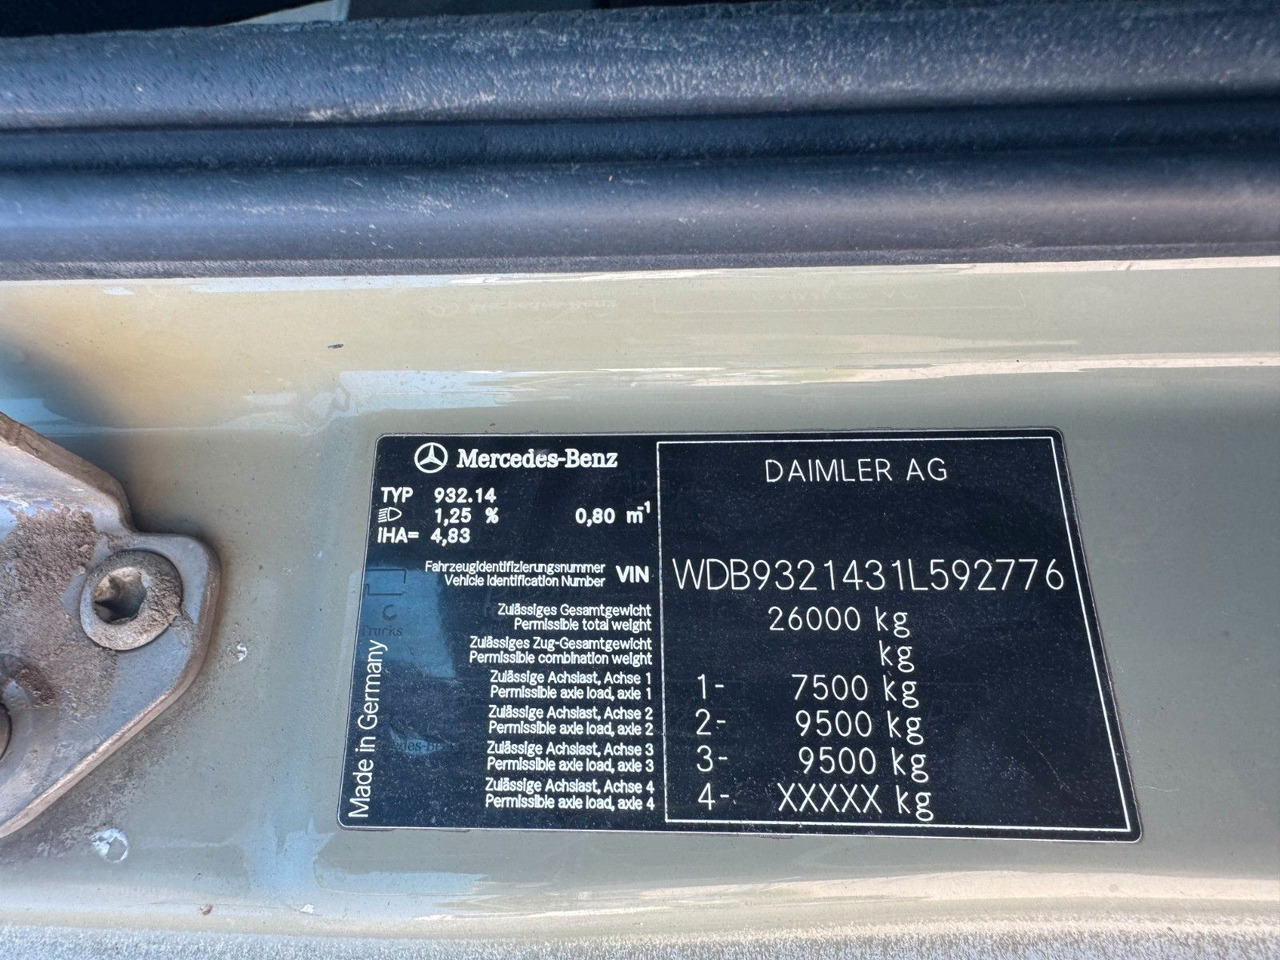 Mercedes-Benz
DAIMLER AG
TYP 932.14
1,25 % 0,80 m-1
IHA= 4,83
Fahrzeugidentifizierungsnummer
Vehicle Identification Number VIN WDB9321431L592776
Zulässiges Gesamtgewicht
Permissible total weight 26000 kg
Zulässiges Zug-Gesamtgewicht
Permissible combination weight kg
Zulässige Achslast, Achse 1
Permissible axle load, axle 1 1- 7500 kg
Zulässige Achslast, Achse 2
Permissible axle load, axle 2 2- 9500 kg
Zulässige Achslast, Achse 3
Permissible axle load, axle 3 3- 9500 kg
Zulässige Achslast, Achse 4
Permissible axle load, axle 4 4- XXXXX kg
Made in Germany